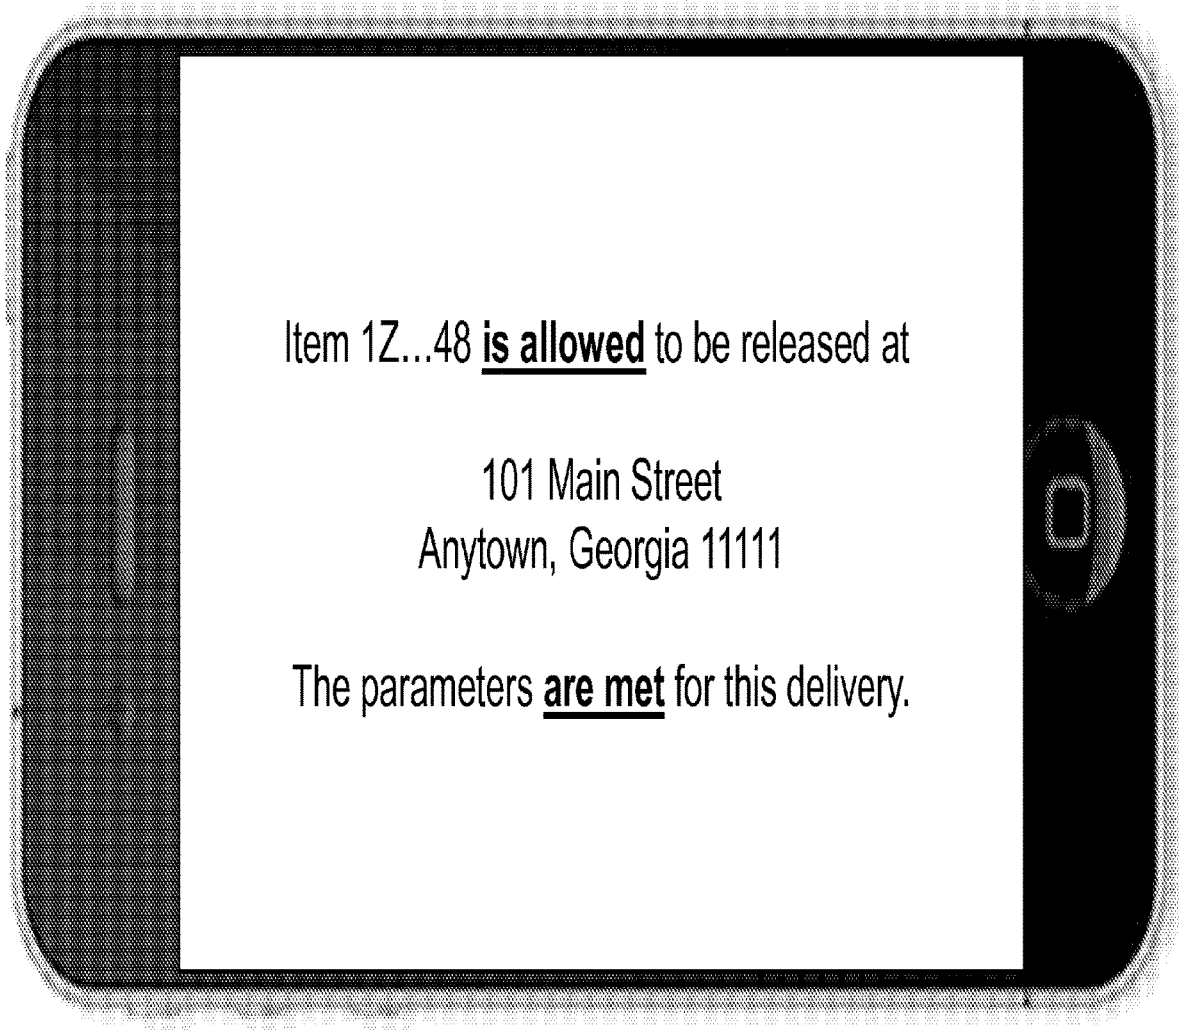 Item 1Z...48 is allowed to be released at
101 Main Street
Anytown, Georgia 11111
The parameters are met for this delivery.